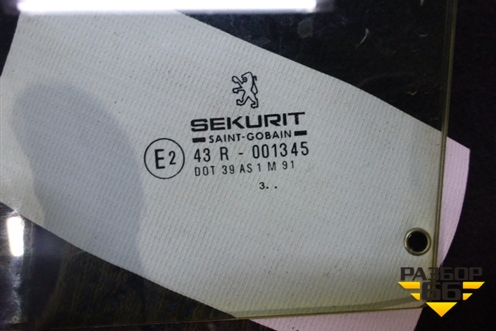 SEKURIT
SAINT-GOBAIN
E2 43 R - 001345
DOT 39 AS 1 M 91
3. .
РАЗБОР
66